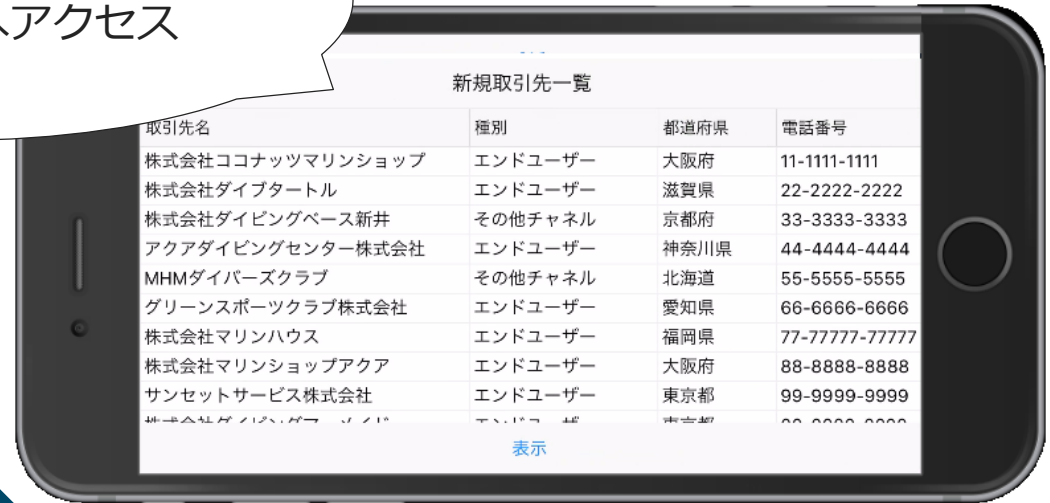 へアクセス
新規取引先一覧
取引先名 種別 都道府県 電話番号
株式会社ココナッツマリンショップ エンドユーザー 大阪府 11-1111-1111
株式会社ダイブタートル エンドユーザー 滋賀県 22-2222-2222
株式会社ダイビングベース新井 その他チャネル 京都府 33-3333-3333
アクアダイビングセンター株式会社 エンドユーザー 神奈川県 44-4444-4444
MHMダイバーズクラブ その他チャネル 北海道 55-5555-5555
グリーンスポーツクラブ株式会社 エンドユーザー 愛知県 66-6666-6666
株式会社マリンハウス エンドユーザー 福岡県 77-77777-77777
株式会社マリンショップアクア エンドユーザー 大阪府 88-8888-8888
サンセットサービス株式会社 エンドユーザー 東京都 99-9999-9999
表示